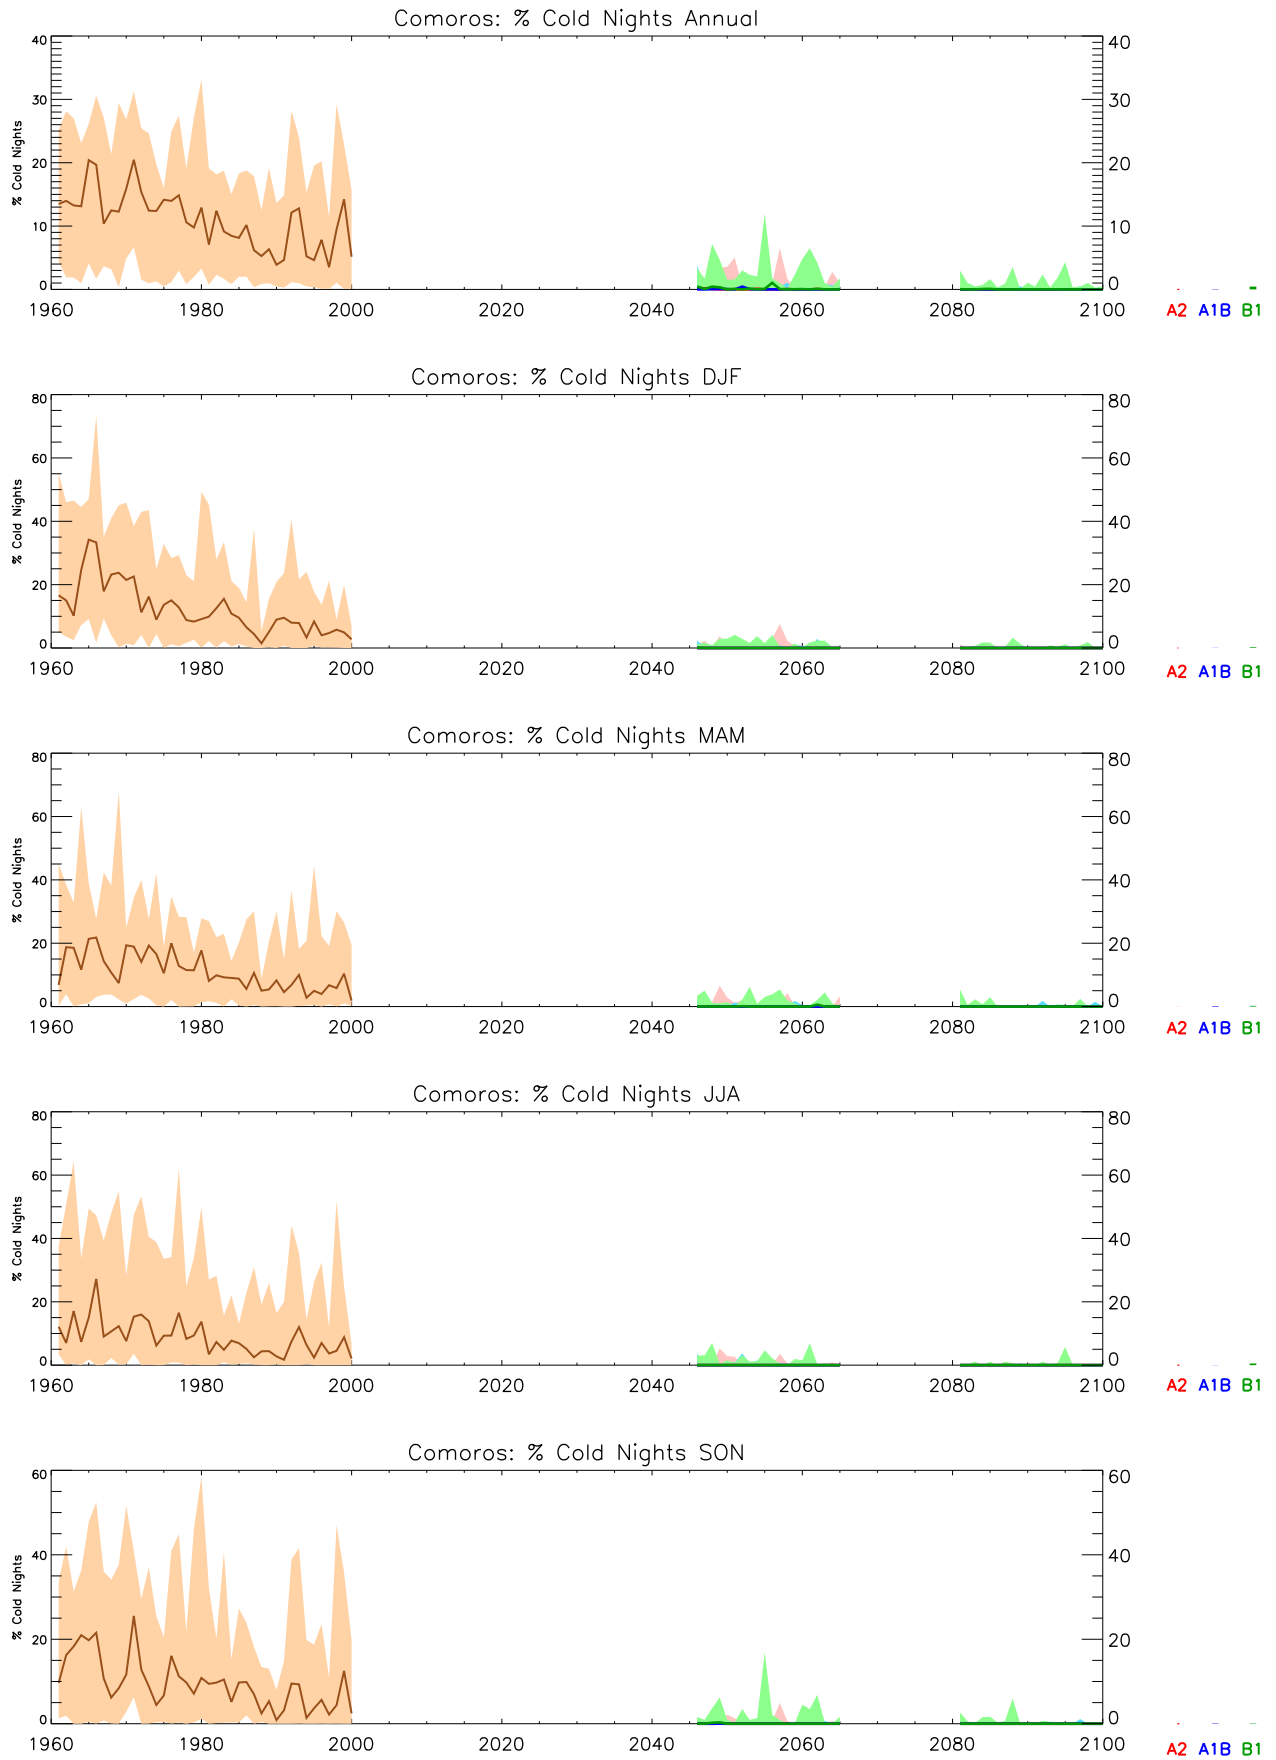 Comoros: % Cold Nights Annual
40 40
30 30
20 20
10 10
0 0
% Cold Nights
1960 1980 2000 2020 2040 2060 2080 2100 A2 A1B B1
Comoros: % Cold Nights DJF
80 80
60 60
40 40
20 20
0 0
% Cold Nights
1960 1980 2000 2020 2040 2060 2080 2100 A2 A1B B1
Comoros: % Cold Nights MAM
80 80
60 60
40 40
20 20
0 0
% Cold Nights
1960 1980 2000 2020 2040 2060 2080 2100 A2 A1B B1
Comoros: % Cold Nights JJA
80 80
60 60
40 40
20 20
0 0
% Cold Nights
1960 1980 2000 2020 2040 2060 2080 2100 A2 A1B B1
Comoros: % Cold Nights SON
60 60
40 40
20 20
0 0
% Cold Nights
1960 1980 2000 2020 2040 2060 2080 2100 A2 A1B B1